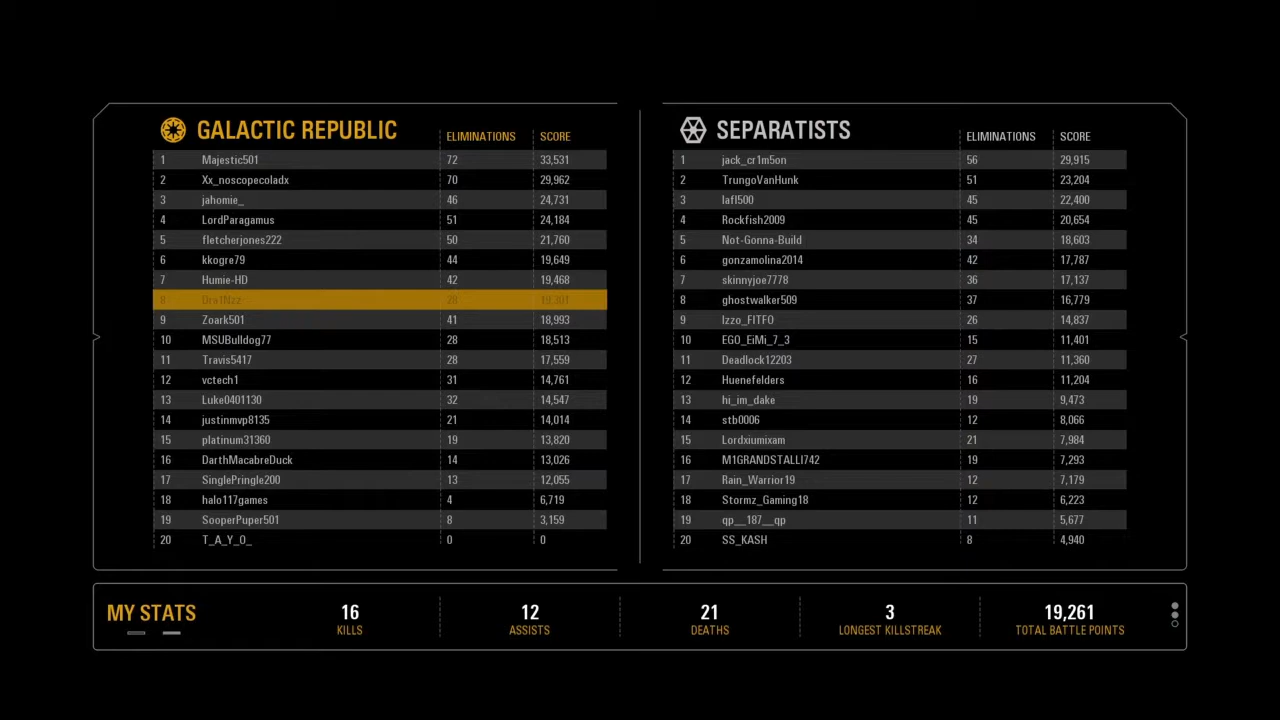 GALACTIC REPUBLIC ELIMINATIONS SCORE
1 Majestic501 72 33,531
2 Xx_noscopecoladx 70 29,962
3 jahomie_ 46 24,731
4 LordParagamus 51 24,184
5 fletcherjones222 50 21,760
6 kkogre79 44 19,649
7 Humie-HD 42 19,468
8 28 19,301
9 Zoark501 41 18,993
10 MSUBulldog77 28 18,513
11 Travis5417 28 17,559
12 vctech1 31 14,761
13 Luke0401130 32 14,547
14 justinmvp8135 21 14,014
15 platinum31360 19 13,820
16 DarthMacabreDuck 14 13,026
17 SinglePringle200 13 12,055
18 halo117games 4 6,719
19 SooperPuper501 8 3,159
20 T_A_Y_O_ 0 0
SEPARATISTS ELIMINATIONS SCORE
1 jack_cr1m5on 56 29,915
2 TrungoVanHunk 51 23,204
3 lafl500 45 22,400
4 Rockfish2009 45 20,654
5 Not-Gonna-Build 34 18,603
6 gonzamolina2014 42 17,787
7 skinnyjoe7778 36 17,137
8 ghostwalker509 37 16,779
9 Izzo_FITFO 26 14,837
10 EGO_EiMi_7_3 15 11,401
11 Deadlock12203 27 11,360
12 Huenefelders 16 11,204
13 hi_im_dake 19 9,473
14 stb0006 12 8,066
15 Lordxiumixam 21 7,984
16 M1GRANDSTALLI742 19 7,293
17 Rain_Warrior19 12 7,179
18 Stormz_Gaming18 12 6,223
19 qp__187__qp 11 5,677
20 SS_KASH 8 4,940
MY STATS
16 12 21 3 19,261
KILLS ASSISTS DEATHS LONGEST KILLSTREAK TOTAL BATTLE POINTS